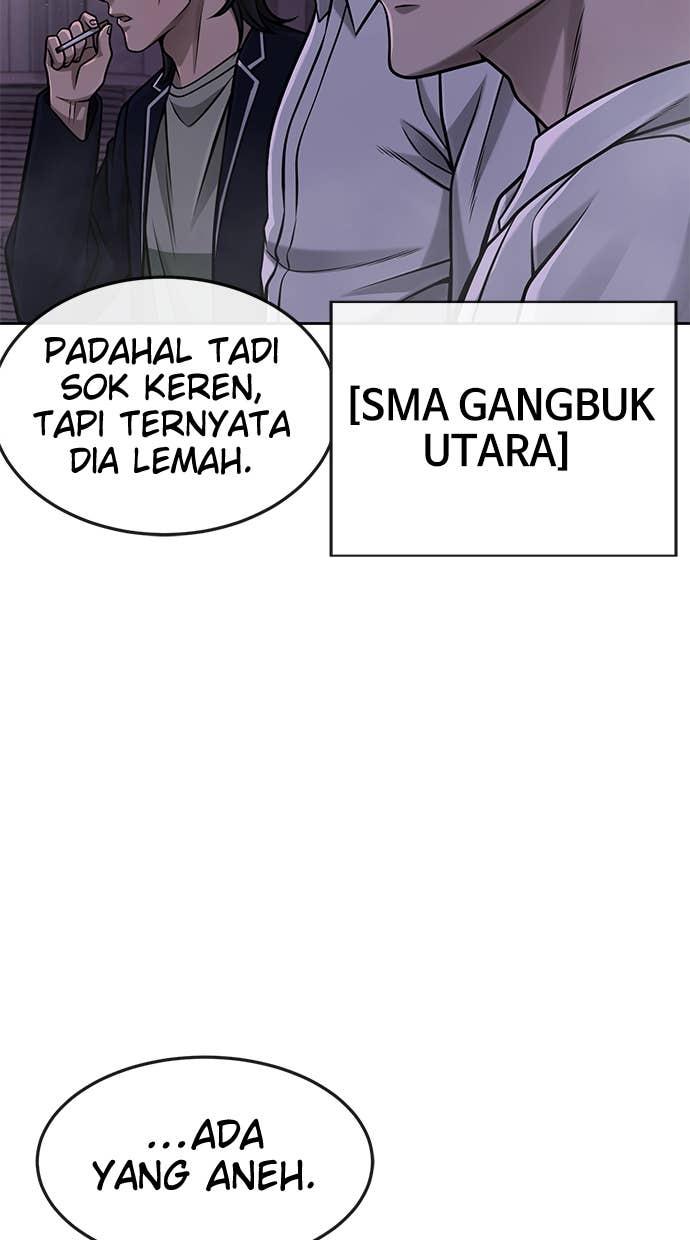 PADAHAL TADI
SOK KEREN,
TAPI TERNYATA
DIA LEMAH.
[SMA GANGBUK
UTARA]
...ADA
YANG ANEH.